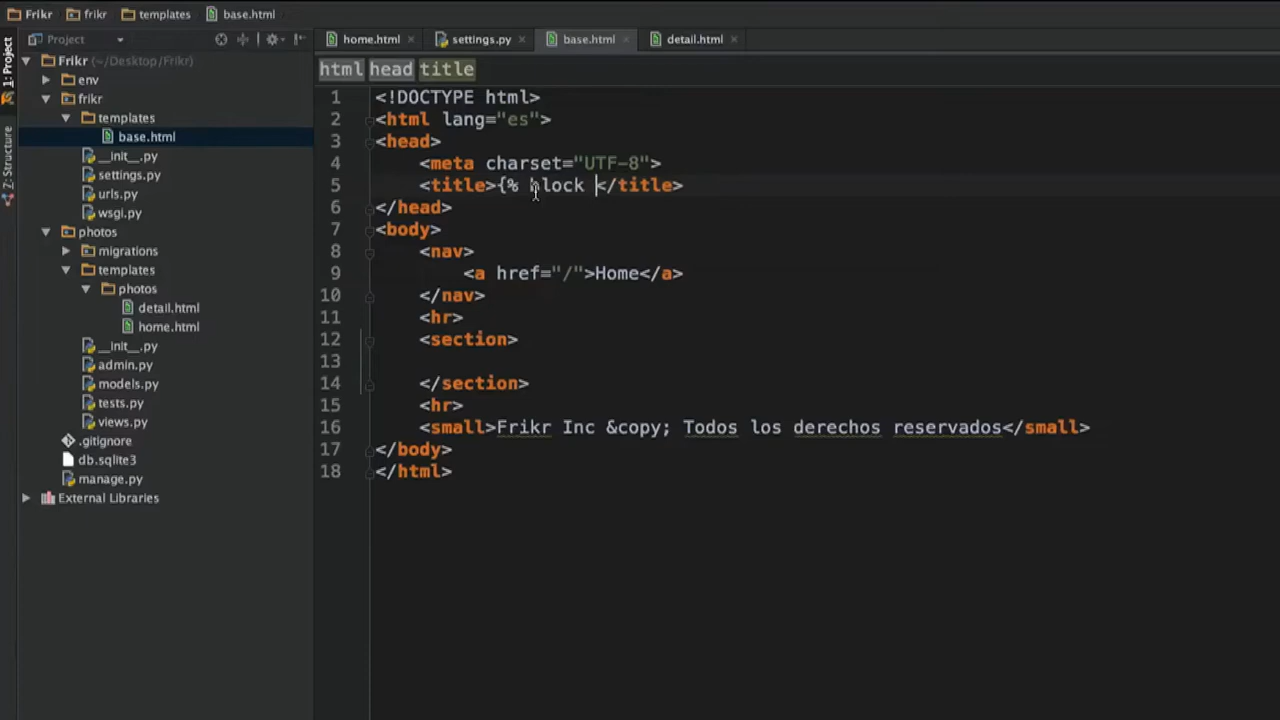 Frikr frikr templates base.html
Project
home.html settings.py base.html detail.html
1: Project
Z: Structure
Frikr (~/Desktop/Frikr)
env
frikr
templates
base.html
__init__.py
settings.py
urls.py
wsgi.py
photos
migrations
templates
photos
detail.html
home.html
__init__.py
admin.py
models.py
tests.py
views.py
.gitignore
db.sqlite3
manage.py
External Libraries
html head title
1 <!DOCTYPE html>
2 <html lang="es">
3 <head>
4 <meta charset="UTF-8">
5 <title>{% block </title>
6 </head>
7 <body>
8 <nav>
9 <a href="/">Home</a>
10 </nav>
11 <hr>
12 <section>
13
14 </section>
15 <hr>
16 <small>Frikr Inc &copy; Todos los derechos reservados</small>
17 </body>
18 </html>